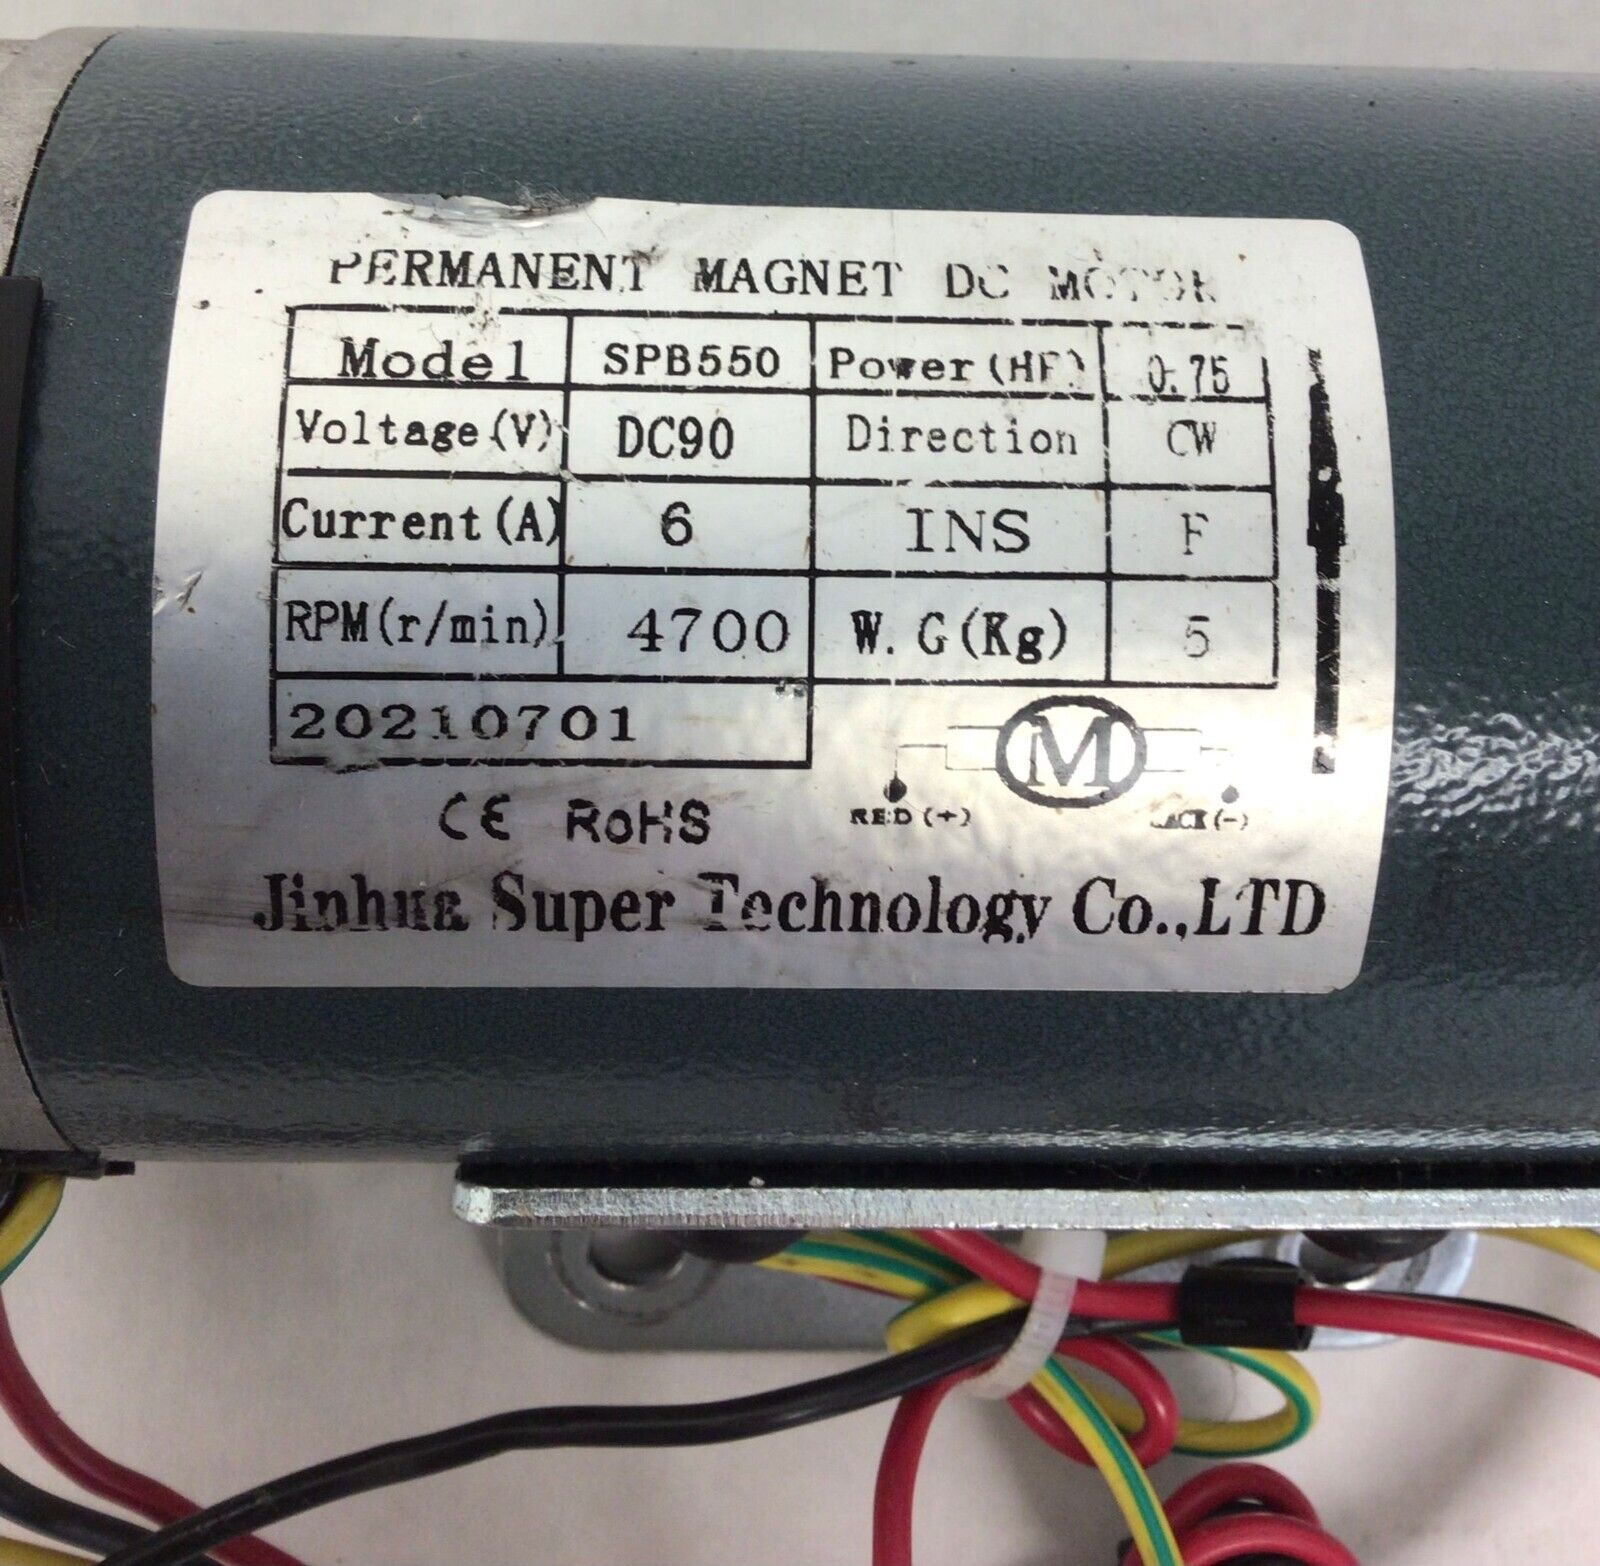 PERMANENT MAGNET DC MOTOR
Model SPB550 Power(HP) 0.75
Voltage(V) DC90 Direction CW
Current(A) 6 INS F
RPM(r/min) 4700 W.G(Kg) 5
20210701
M
RED(+) (-)
CE RoHS
Jinhua Super Technology Co.,LTD